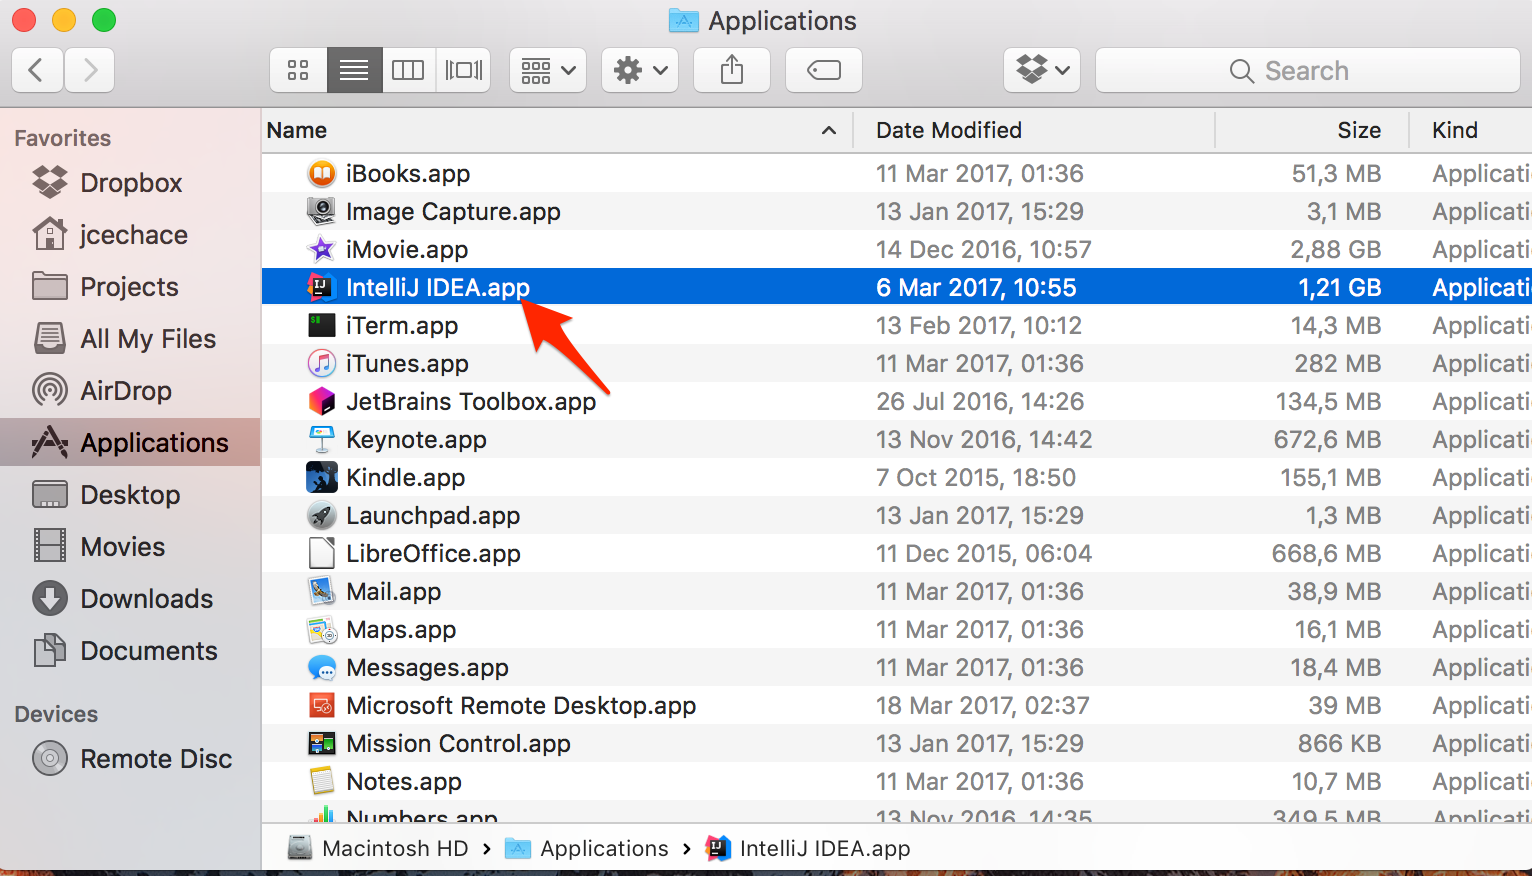 Applications
Search
Favorites
Dropbox
jcechace
Projects
All My Files
AirDrop
Applications
Desktop
Movies
Downloads
Documents
Devices
Remote Disc
Name Date Modified Size Kind
iBooks.app 11 Mar 2017, 01:36 51,3 MB Applicati
Image Capture.app 13 Jan 2017, 15:29 3,1 MB Applicati
iMovie.app 14 Dec 2016, 10:57 2,88 GB Applicati
IntelliJ IDEA.app 6 Mar 2017, 10:55 1,21 GB Applicati
iTerm.app 13 Feb 2017, 10:12 14,3 MB Applicati
iTunes.app 11 Mar 2017, 01:36 282 MB Applicati
JetBrains Toolbox.app 26 Jul 2016, 14:26 134,5 MB Applicati
Keynote.app 13 Nov 2016, 14:42 672,6 MB Applicati
Kindle.app 7 Oct 2015, 18:50 155,1 MB Applicati
Launchpad.app 13 Jan 2017, 15:29 1,3 MB Applicati
LibreOffice.app 11 Dec 2015, 06:04 668,6 MB Applicati
Mail.app 11 Mar 2017, 01:36 38,9 MB Applicati
Maps.app 11 Mar 2017, 01:36 16,1 MB Applicati
Messages.app 11 Mar 2017, 01:36 18,4 MB Applicati
Microsoft Remote Desktop.app 18 Mar 2017, 02:37 39 MB Applicati
Mission Control.app 13 Jan 2017, 15:29 866 KB Applicati
Notes.app 11 Mar 2017, 01:36 10,7 MB Applicati
Numbers.app 13 Nov 2016, 14:35 349,5 MB Applicati
Macintosh HD › Applications › IntelliJ IDEA.app